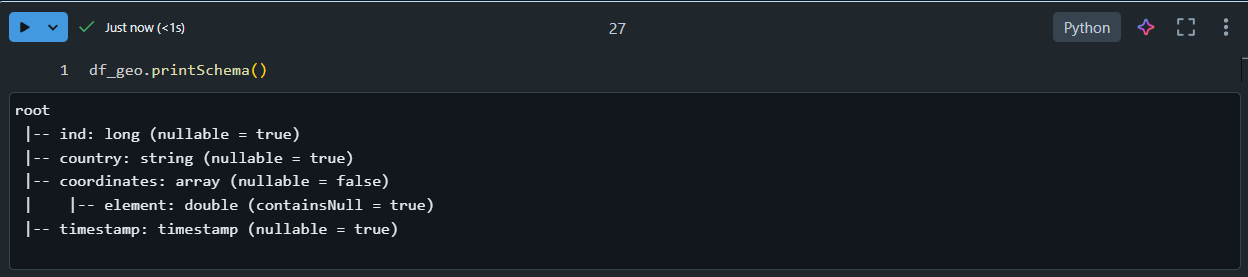 Just now (<1s)
27
Python
1 df_geo.printSchema()
root
 |-- ind: long (nullable = true)
 |-- country: string (nullable = true)
 |-- coordinates: array (nullable = false)
 |    |-- element: double (containsNull = true)
 |-- timestamp: timestamp (nullable = true)